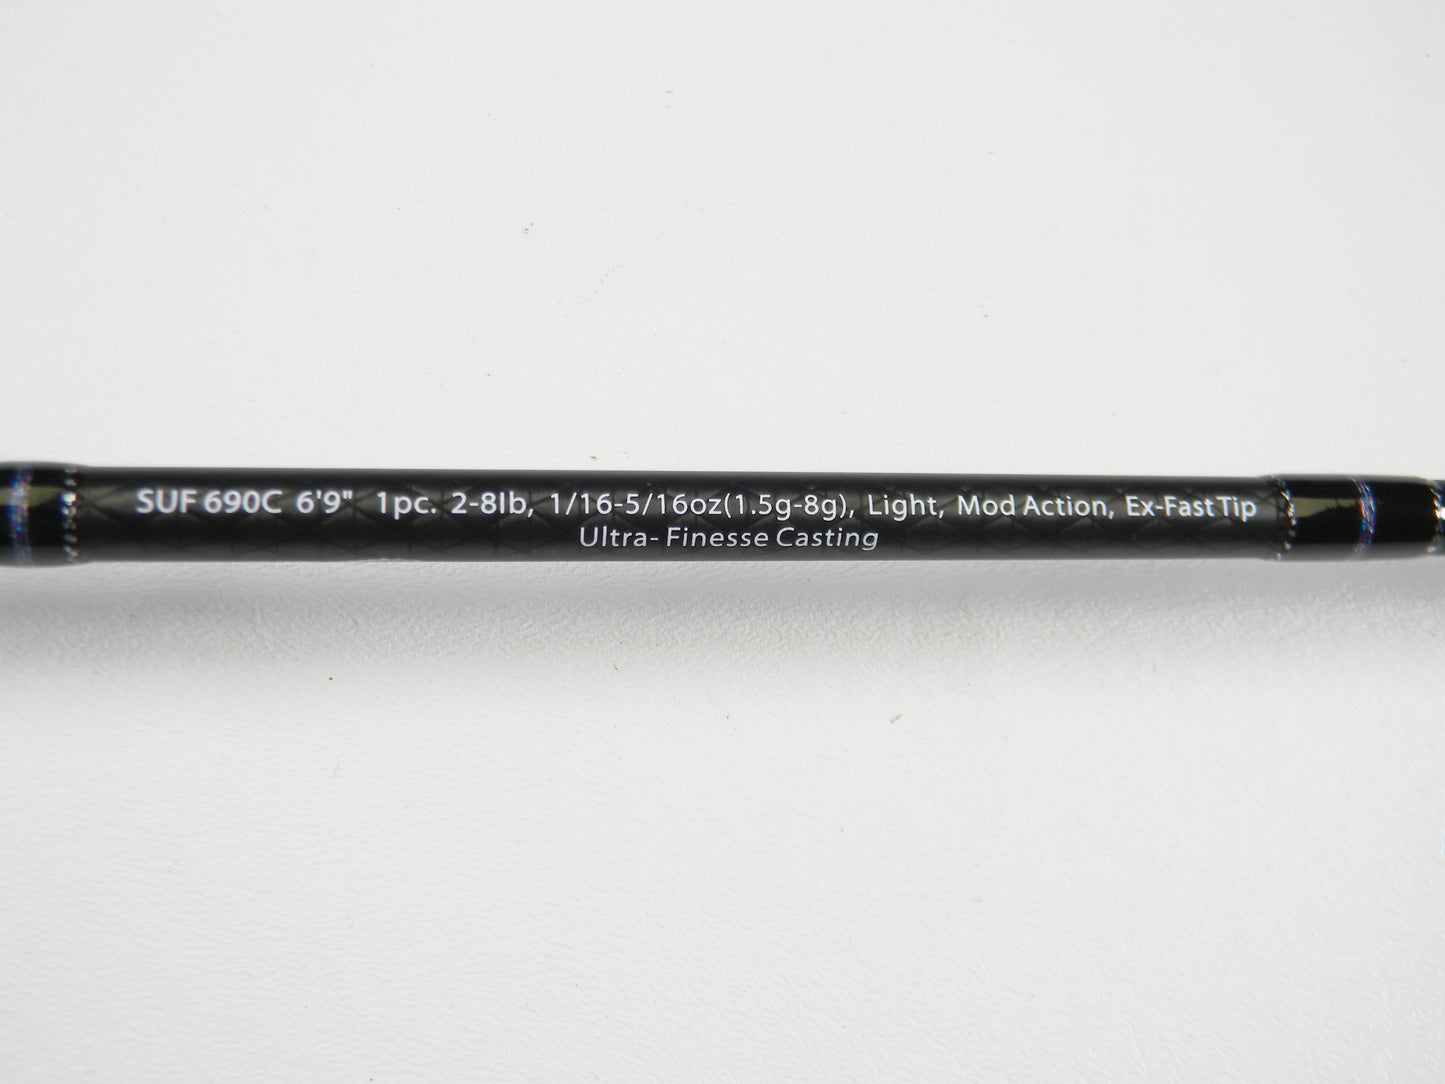 SUF 690C 6'9" 1pc. 2-8lb, 1/16-5/16oz(1.5g-8g), Light, Mod Action, Ex-Fast Tip
Ultra- Finesse Casting